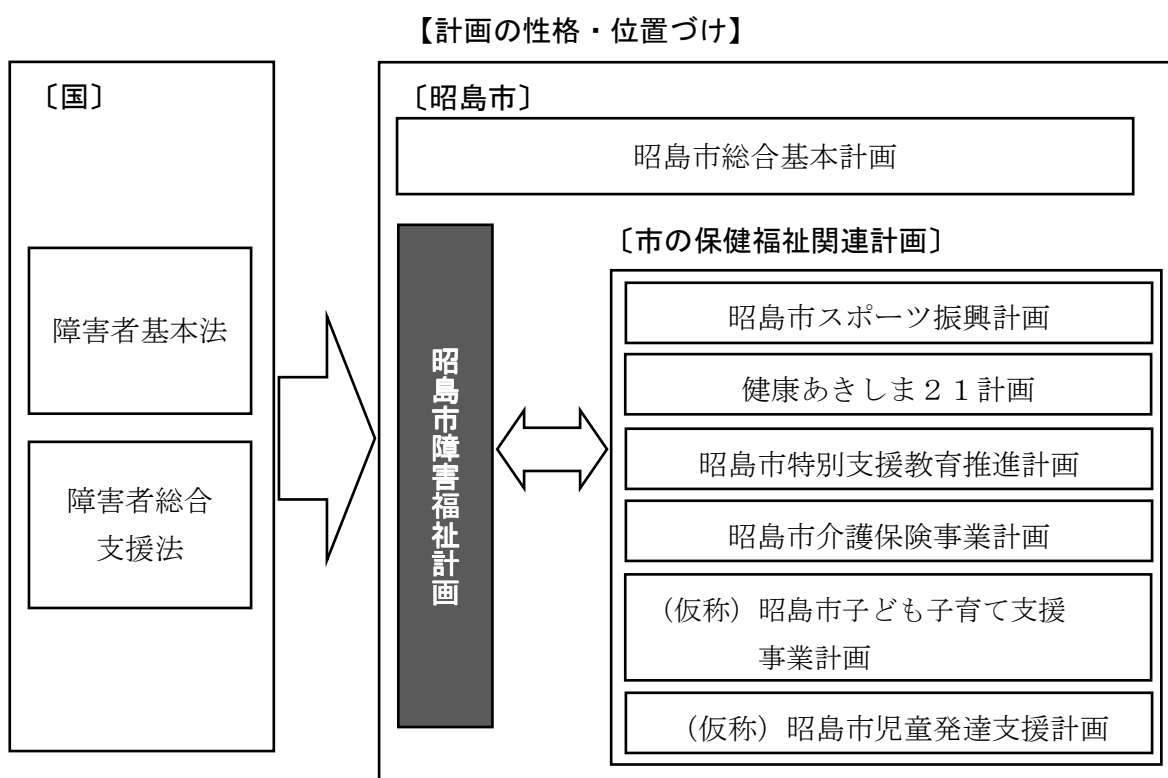 【計画の性格・位置づけ】
〔国〕
障害者基本法
障害者総合
支援法
〔昭島市〕
昭島市総合基本計画
昭島市障害福祉計画
〔市の保健福祉関連計画〕
昭島市スポーツ振興計画
健康あきしま２１計画
昭島市特別支援教育推進計画
昭島市介護保険事業計画
（仮称）昭島市子ども子育て支援
事業計画
（仮称）昭島市児童発達支援計画